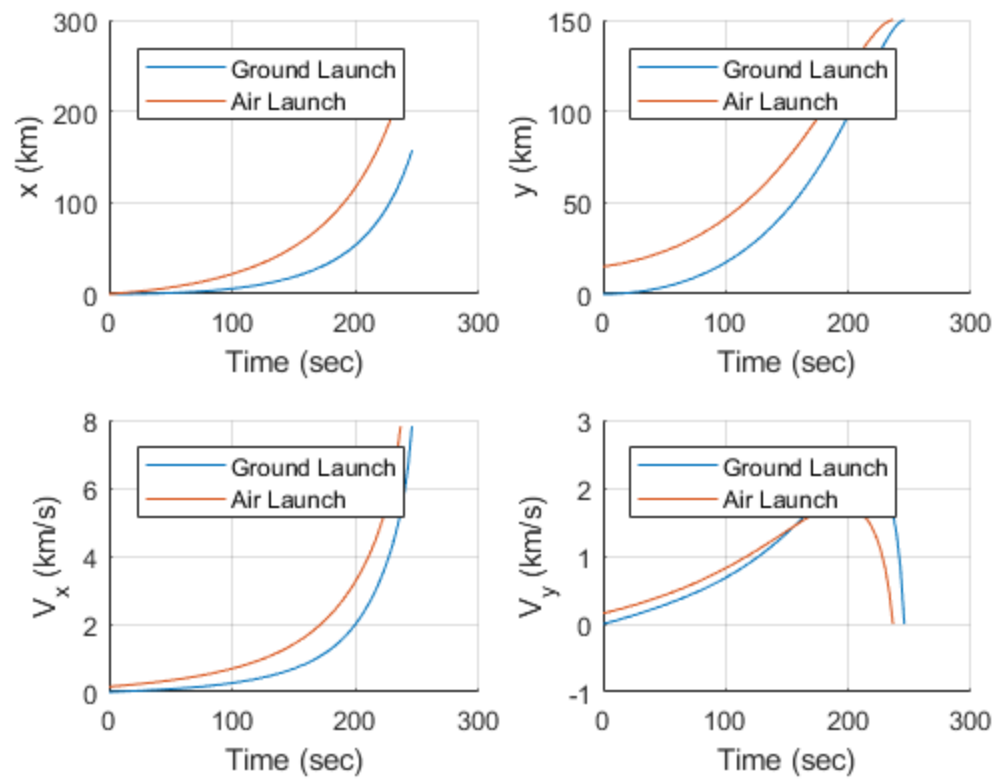 300
200
100
0
x (km)
Ground Launch
Air Launch
0 100 200 300
Time (sec)
150
100
50
0
y (km)
Ground Launch
Air Launch
0 100 200 300
Time (sec)
8
6
4
2
0
V_x (km/s)
Ground Launch
Air Launch
0 100 200 300
Time (sec)
3
2
1
0
-1
V_y (km/s)
Ground Launch
Air Launch
0 100 200 300
Time (sec)